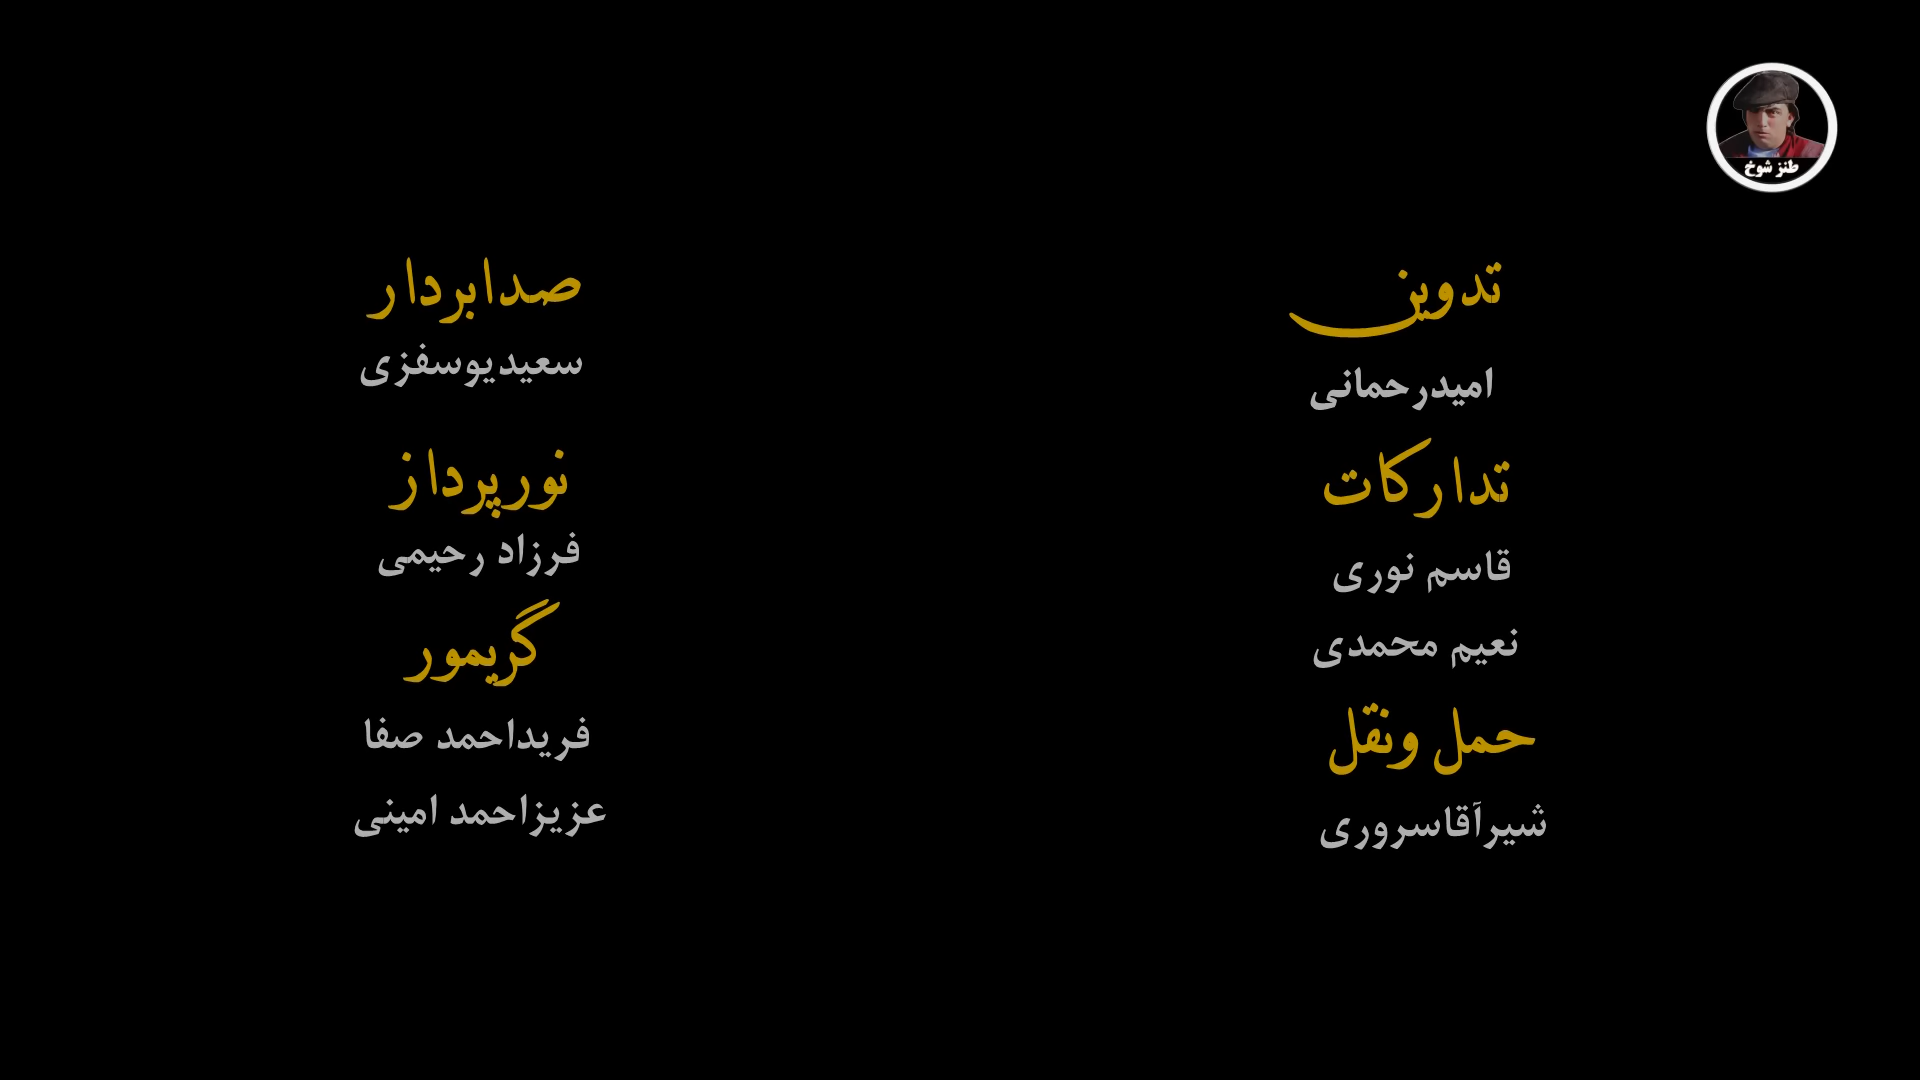 طنز شوخ
تدوین
امیدرحمانی
تدارکات
قاسم نوری
نعیم محمدی
حمل ونقل
شیرآقاسروری
صدابردار
سعیدیوسفزی
نورپرداز
فرزاد رحیمی
گریمور
فریداحمد صفا
عزیزاحمد امینی